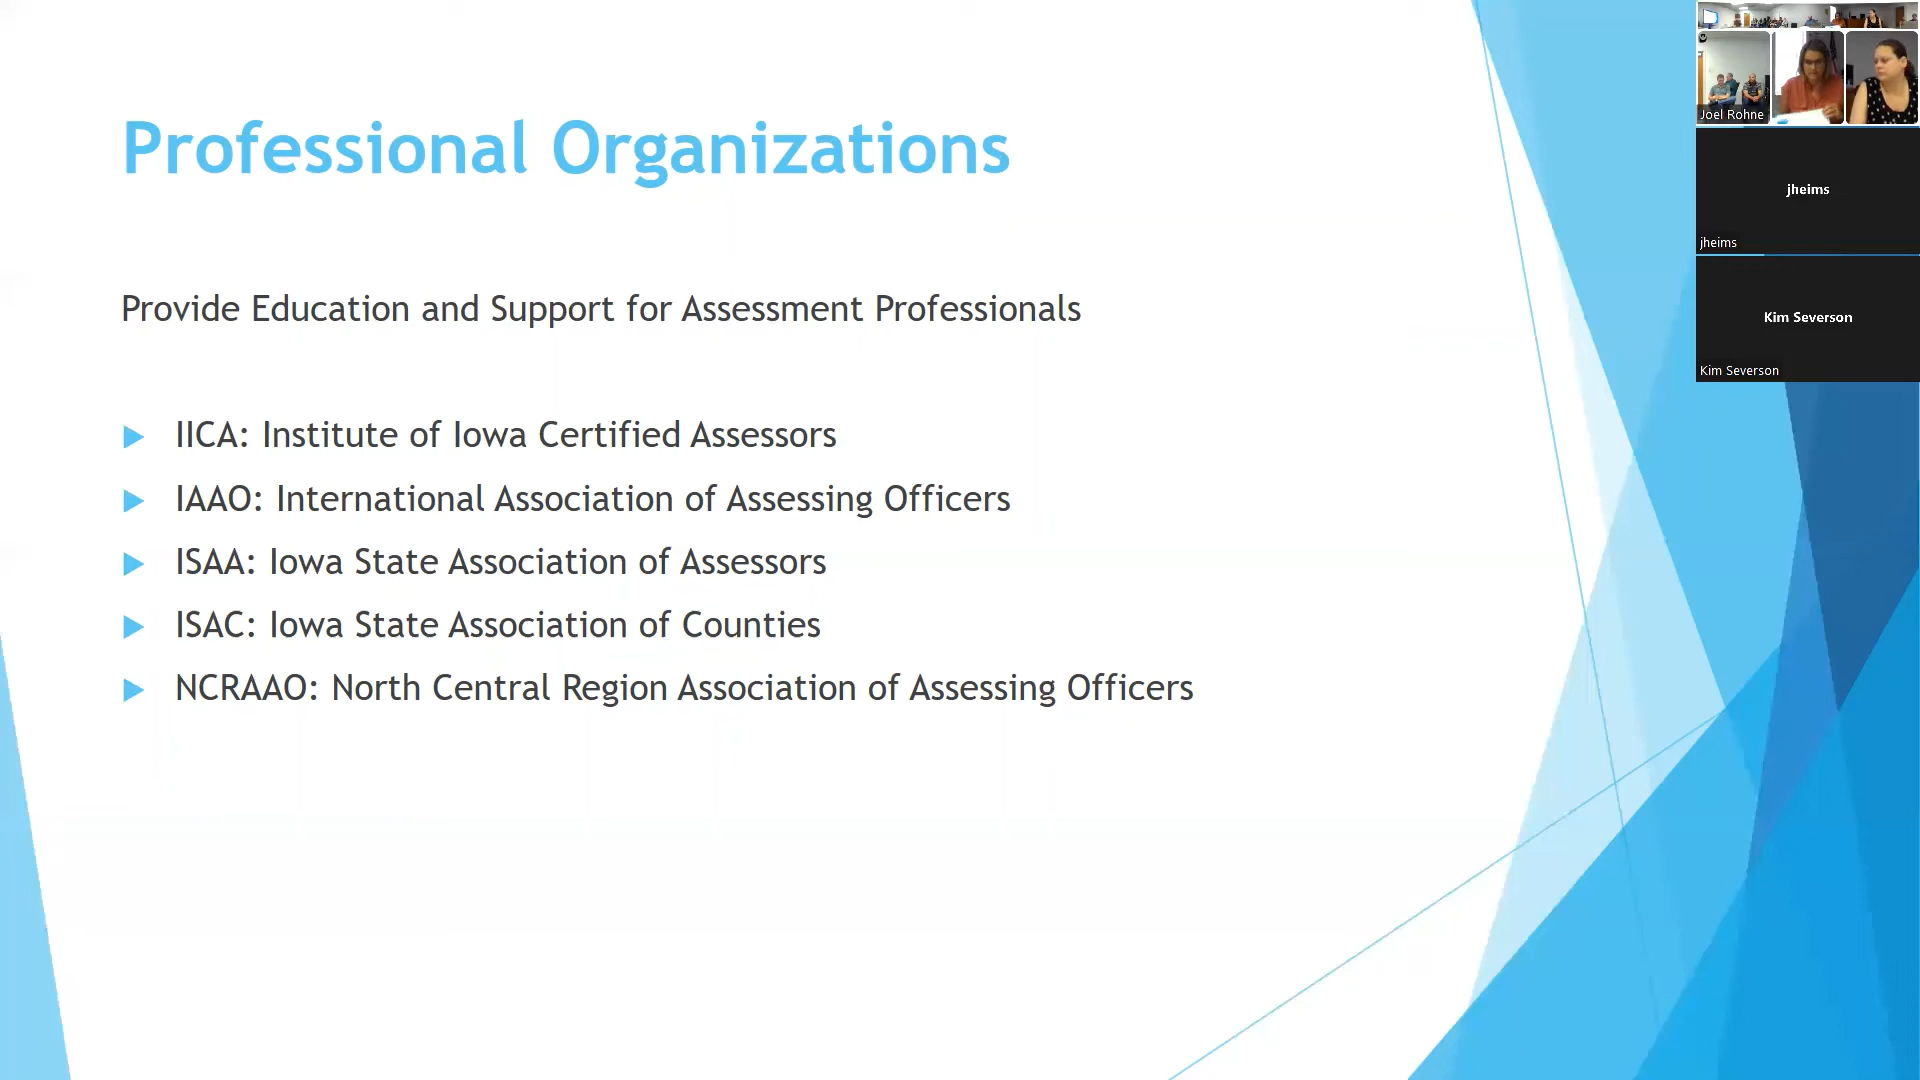 Professional Organizations
Provide Education and Support for Assessment Professionals
IICA: Institute of Iowa Certified Assessors
IAAO: International Association of Assessing Officers
ISAA: Iowa State Association of Assessors
ISAC: Iowa State Association of Counties
NCRAAO: North Central Region Association of Assessing Officers
Joel Rohne
jheims
jheims
Kim Severson
Kim Severson